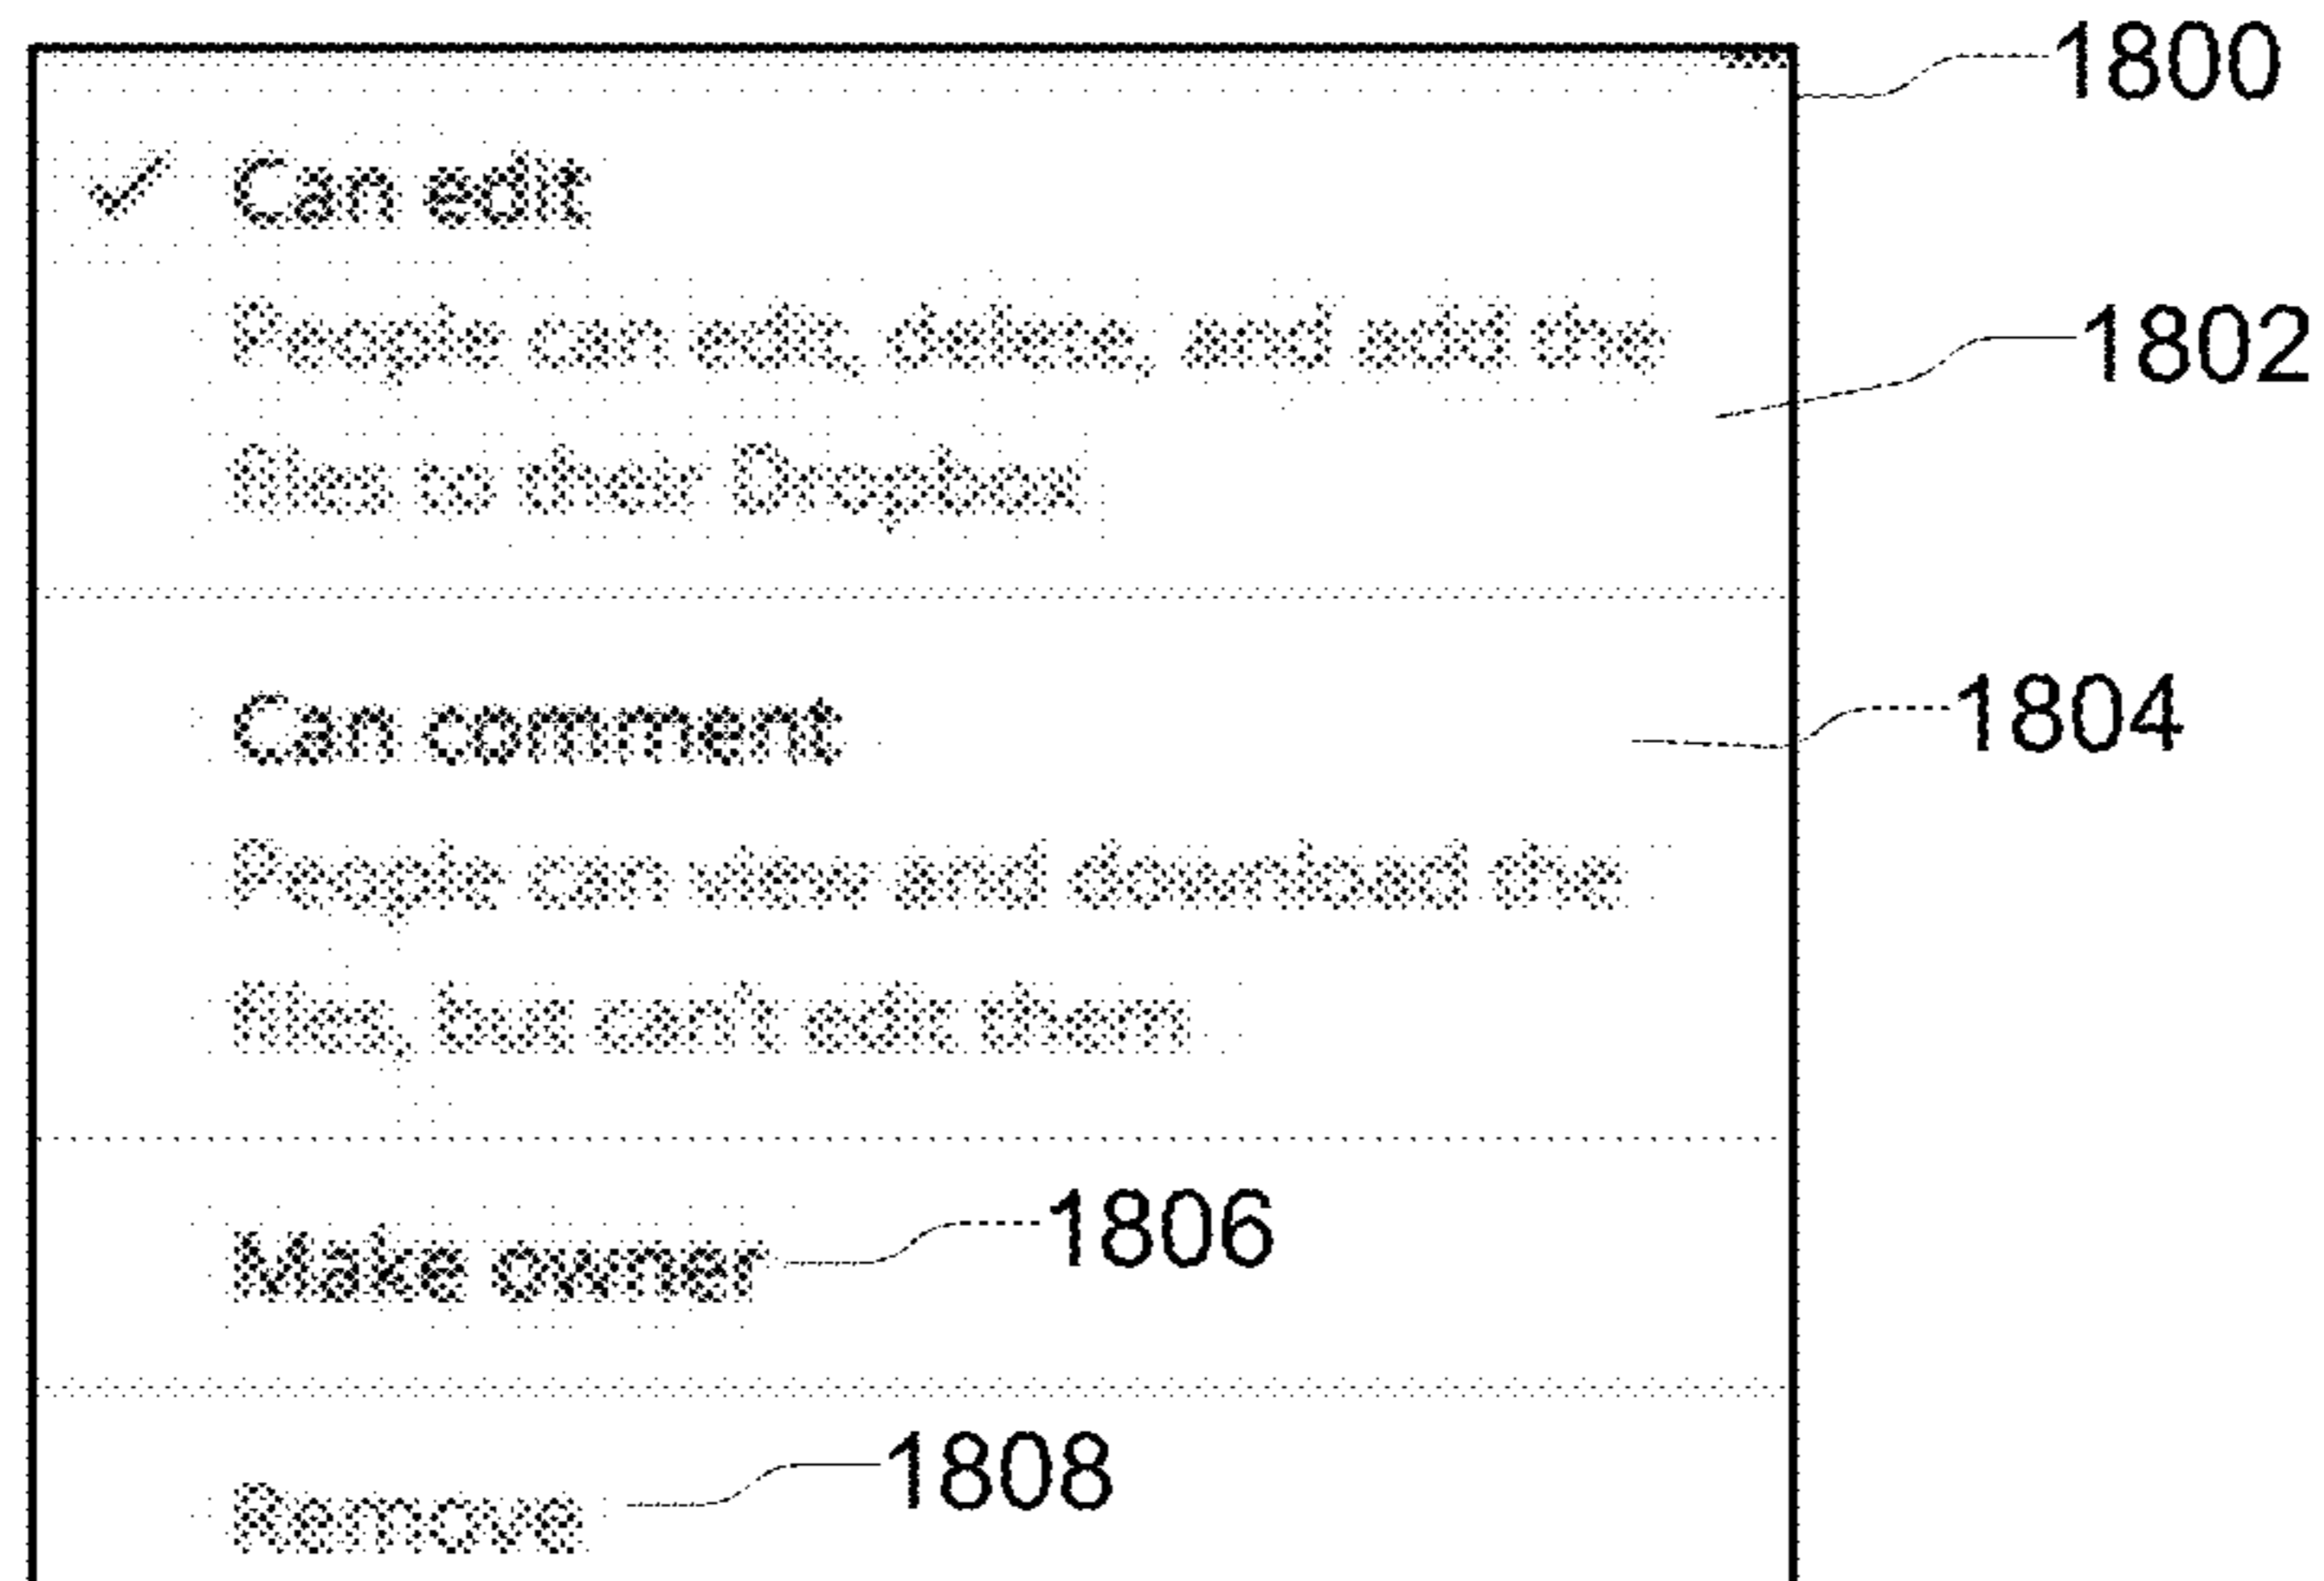 1800
✓ Can edit
People can edit, delete, and add the
1802
files to their Dropbox
Can comment
1804
People can view and download the
files, but can't edit them
Make owner
1806
Remove
1808